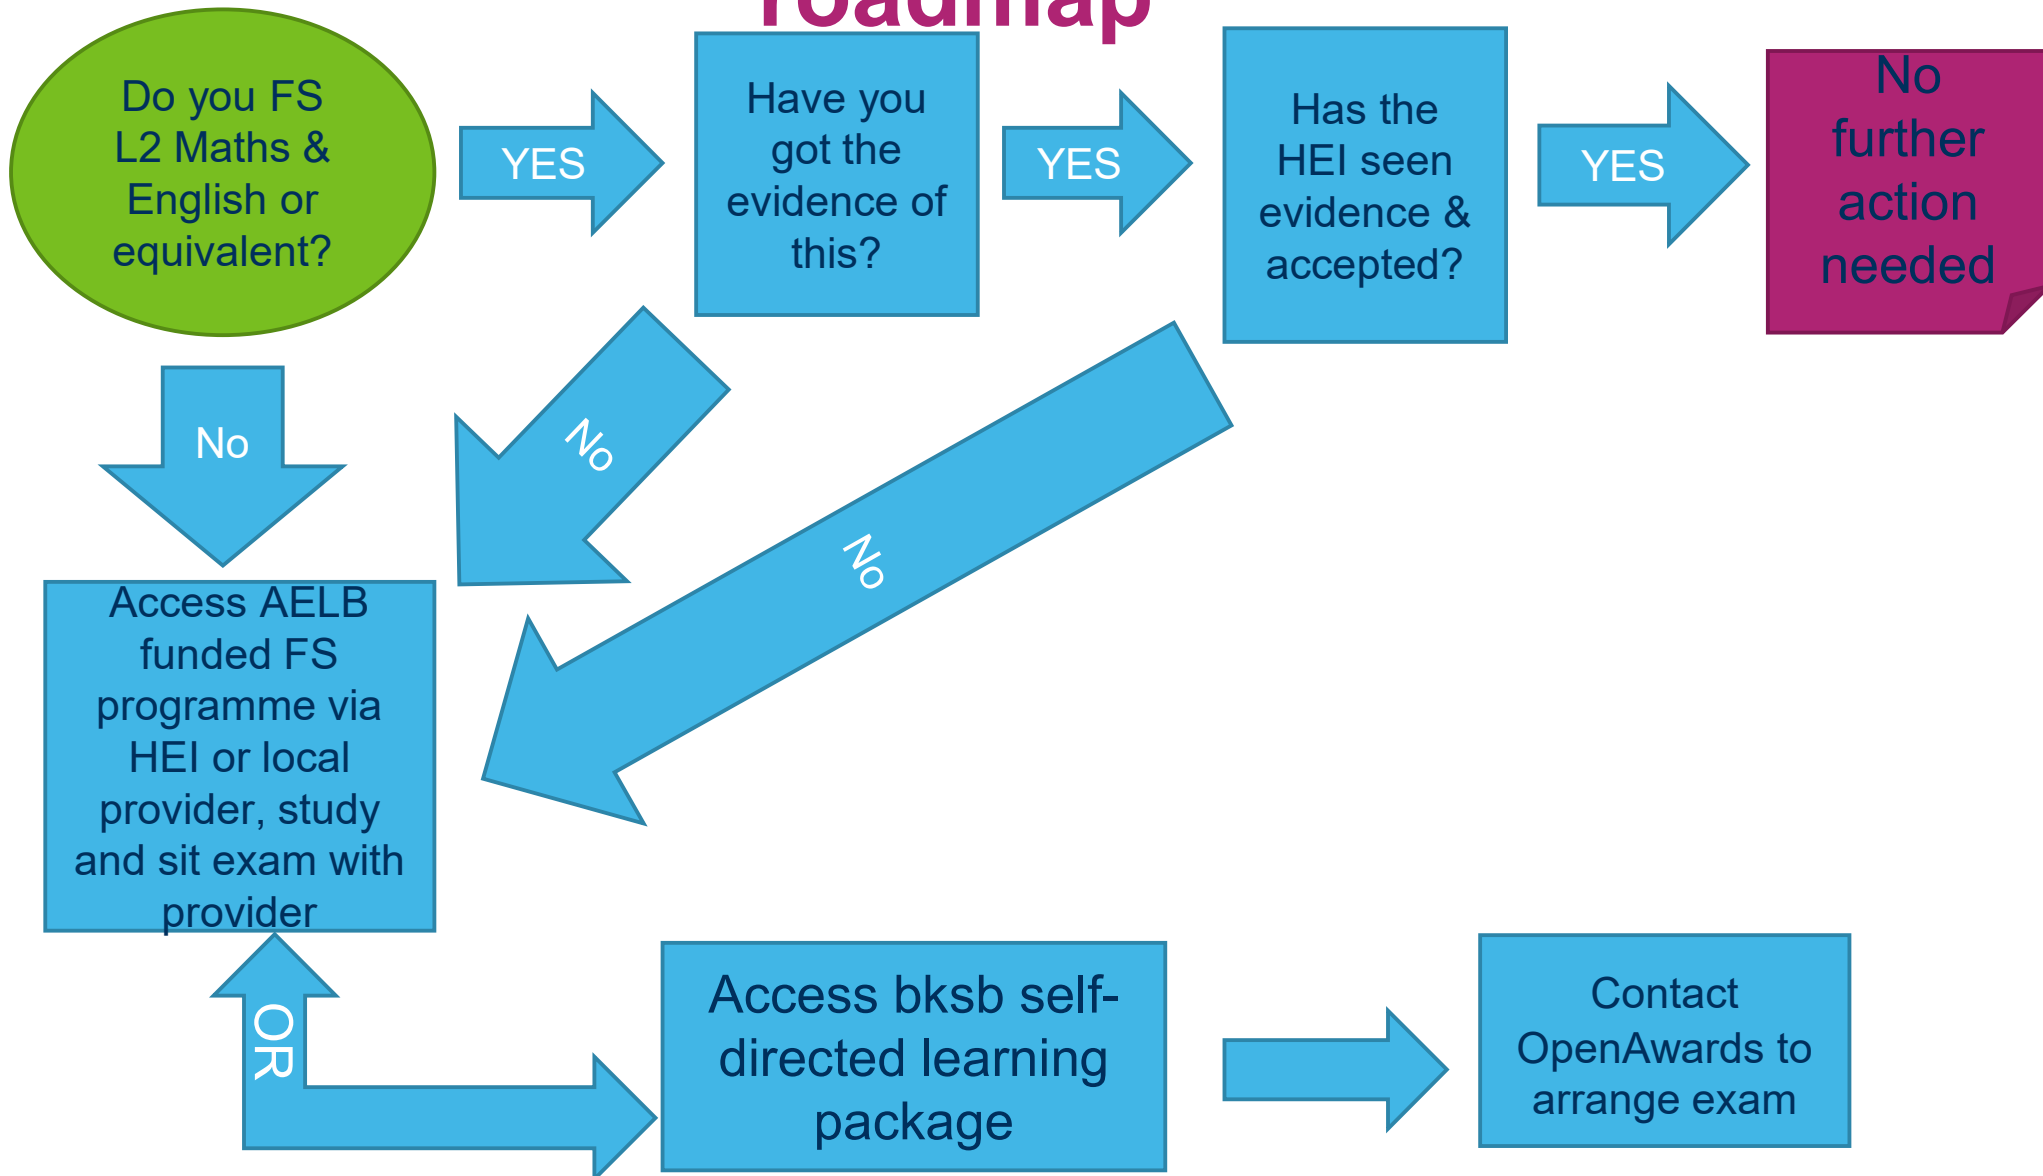 roadmap
Do you FS
L2 Maths &
English or
equivalent?
YES
Have you
got the
evidence of
this?
YES
Has the
HEI seen
evidence &
accepted?
YES
No
further
action
needed
No
No
No
Access AELB
funded FS
programme via
HEI or local
provider, study
and sit exam with
provider
OR
Access bksb self-
directed learning
package
Contact
OpenAwards to
arrange exam